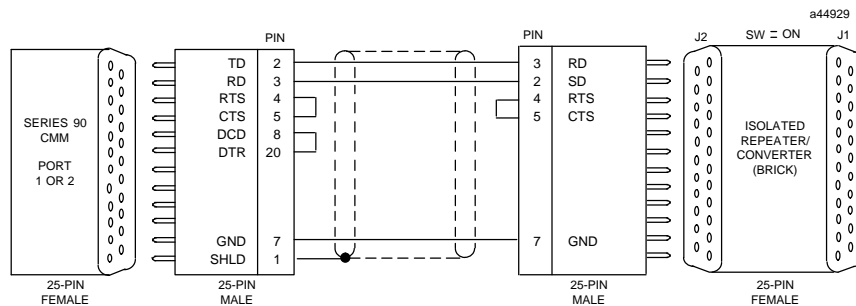 a44929
PIN
PIN
J2
SW = ON
J1
SERIES 90
CMM
PORT
1 OR 2
TD 2
RD 3
RTS 4
CTS 5
DCD 8
DTR 20
GND 7
SHLD 1
3 RD
2 SD
4 RTS
5 CTS
7 GND
ISOLATED
REPEATER/
CONVERTER
(BRICK)
25-PIN
FEMALE
25-PIN
MALE
25-PIN
MALE
25-PIN
FEMALE